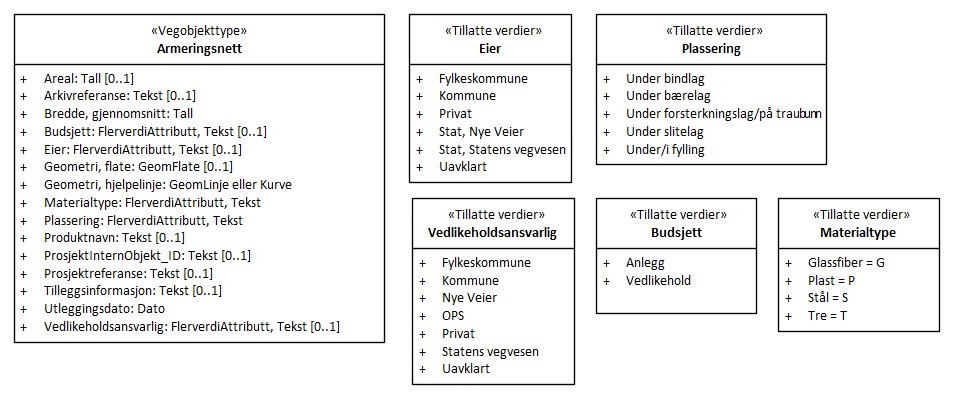 «Vegobjekttype»
Armeringsnett
+ Areal: Tall [0..1]
+ Arkivreferanse: Tekst [0..1]
+ Bredde, gjennomsnitt: Tall
+ Budsjett: FlerverdiAttributt, Tekst [0..1]
+ Eier: FlerverdiAttributt, Tekst [0..1]
+ Geometri, flate: GeomFlate [0..1]
+ Geometri, hjelpelinje: GeomLinje eller Kurve
+ Materialtype: FlerverdiAttributt, Tekst
+ Plassering: FlerverdiAttributt, Tekst
+ Produktnavn: Tekst [0..1]
+ ProsjektInternObjekt_ID: Tekst [0..1]
+ Prosjektreferanse: Tekst [0..1]
+ Tilleggsinformasjon: Tekst [0..1]
+ Utleggingsdato: Dato
+ Vedlikeholdsansvarlig: FlerverdiAttributt, Tekst [0..1]
«Tillatte verdier»
Eier
+ Fylkeskommune
+ Kommune
+ Privat
+ Stat, Nye Veier
+ Stat, Statens vegvesen
+ Uavklart
«Tillatte verdier»
Plassering
+ Under bindlag
+ Under bærelag
+ Under forsterkningslag/på traubunn
+ Under slitelag
+ Under/i fylling
«Tillatte verdier»
Vedlikeholdsansvarlig
+ Fylkeskommune
+ Kommune
+ Nye Veier
+ OPS
+ Privat
+ Statens vegvesen
+ Uavklart
«Tillatte verdier»
Budsjett
+ Anlegg
+ Vedlikehold
«Tillatte verdier»
Materialtype
+ Glassfiber = G
+ Plast = P
+ Stål = S
+ Tre = T